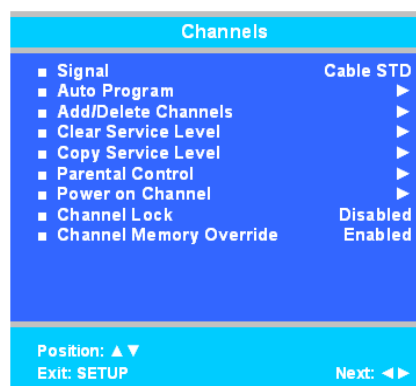 Channels
■ Signal Cable STD
■ Auto Program ►
■ Add/Delete Channels ►
■ Clear Service Level ►
■ Copy Service Level ►
■ Parental Control ►
■ Power on Channel ►
■ Channel Lock Disabled
■ Channel Memory Override Enabled
Position: ▲▼
Exit: SETUP Next: ◄►